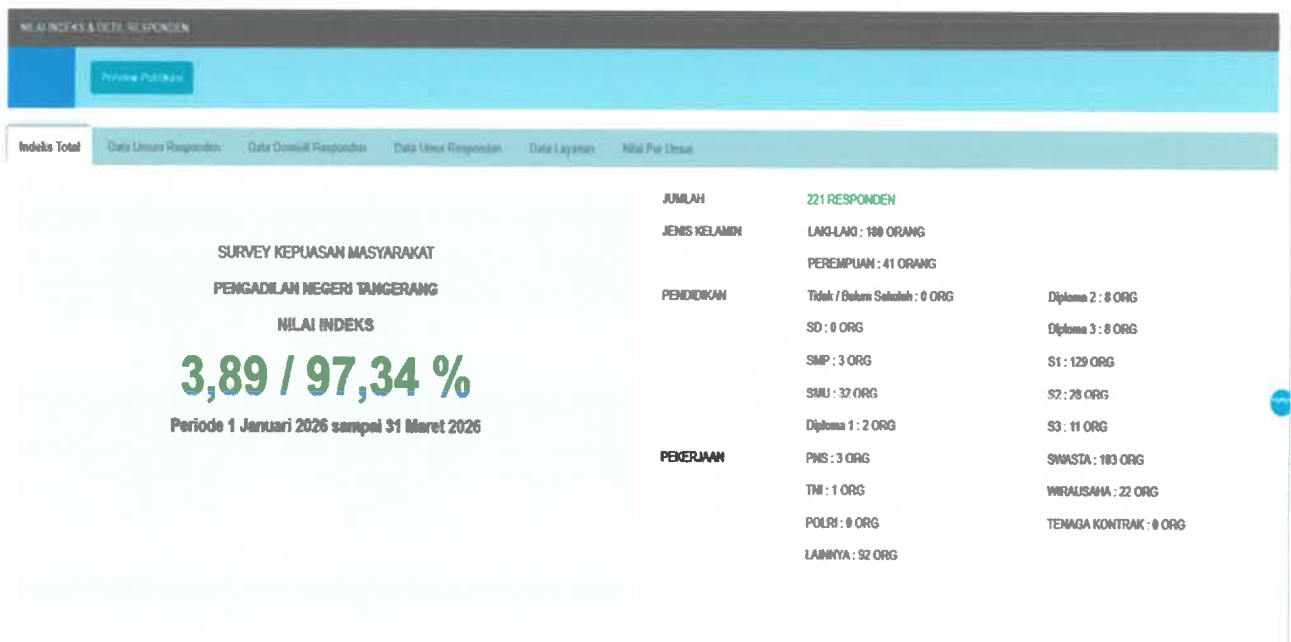 NILAI INDEKS & DETIL RESPONDEN
Preview Publikasi
Indeks Total Data Umum Responden Data Domisili Responden Data Umur Responden Data Layanan Nilai Per Unsur
SURVEY KEPUASAN MASYARAKAT
PENGADILAN NEGERI TANGERANG
NILAI INDEKS
3,89 / 97,34 %
Periode 1 Januari 2026 sampai 31 Maret 2026
JUMLAH 221 RESPONDEN
JENIS KELAMIN LAKI-LAKI : 180 ORANG
PEREMPUAN : 41 ORANG
PENDIDIKAN Tidak / Belum Sekolah : 0 ORG Diploma 2 : 8 ORG
SD : 0 ORG Diploma 3 : 8 ORG
SMP : 3 ORG S1 : 129 ORG
SMU : 32 ORG S2 : 28 ORG
Diploma 1 : 2 ORG S3 : 11 ORG
PEKERJAAN PNS : 3 ORG SWASTA : 103 ORG
TNI : 1 ORG WIRAUSAHA : 22 ORG
POLRI : 0 ORG TENAGA KONTRAK : 0 ORG
LAINNYA : 92 ORG